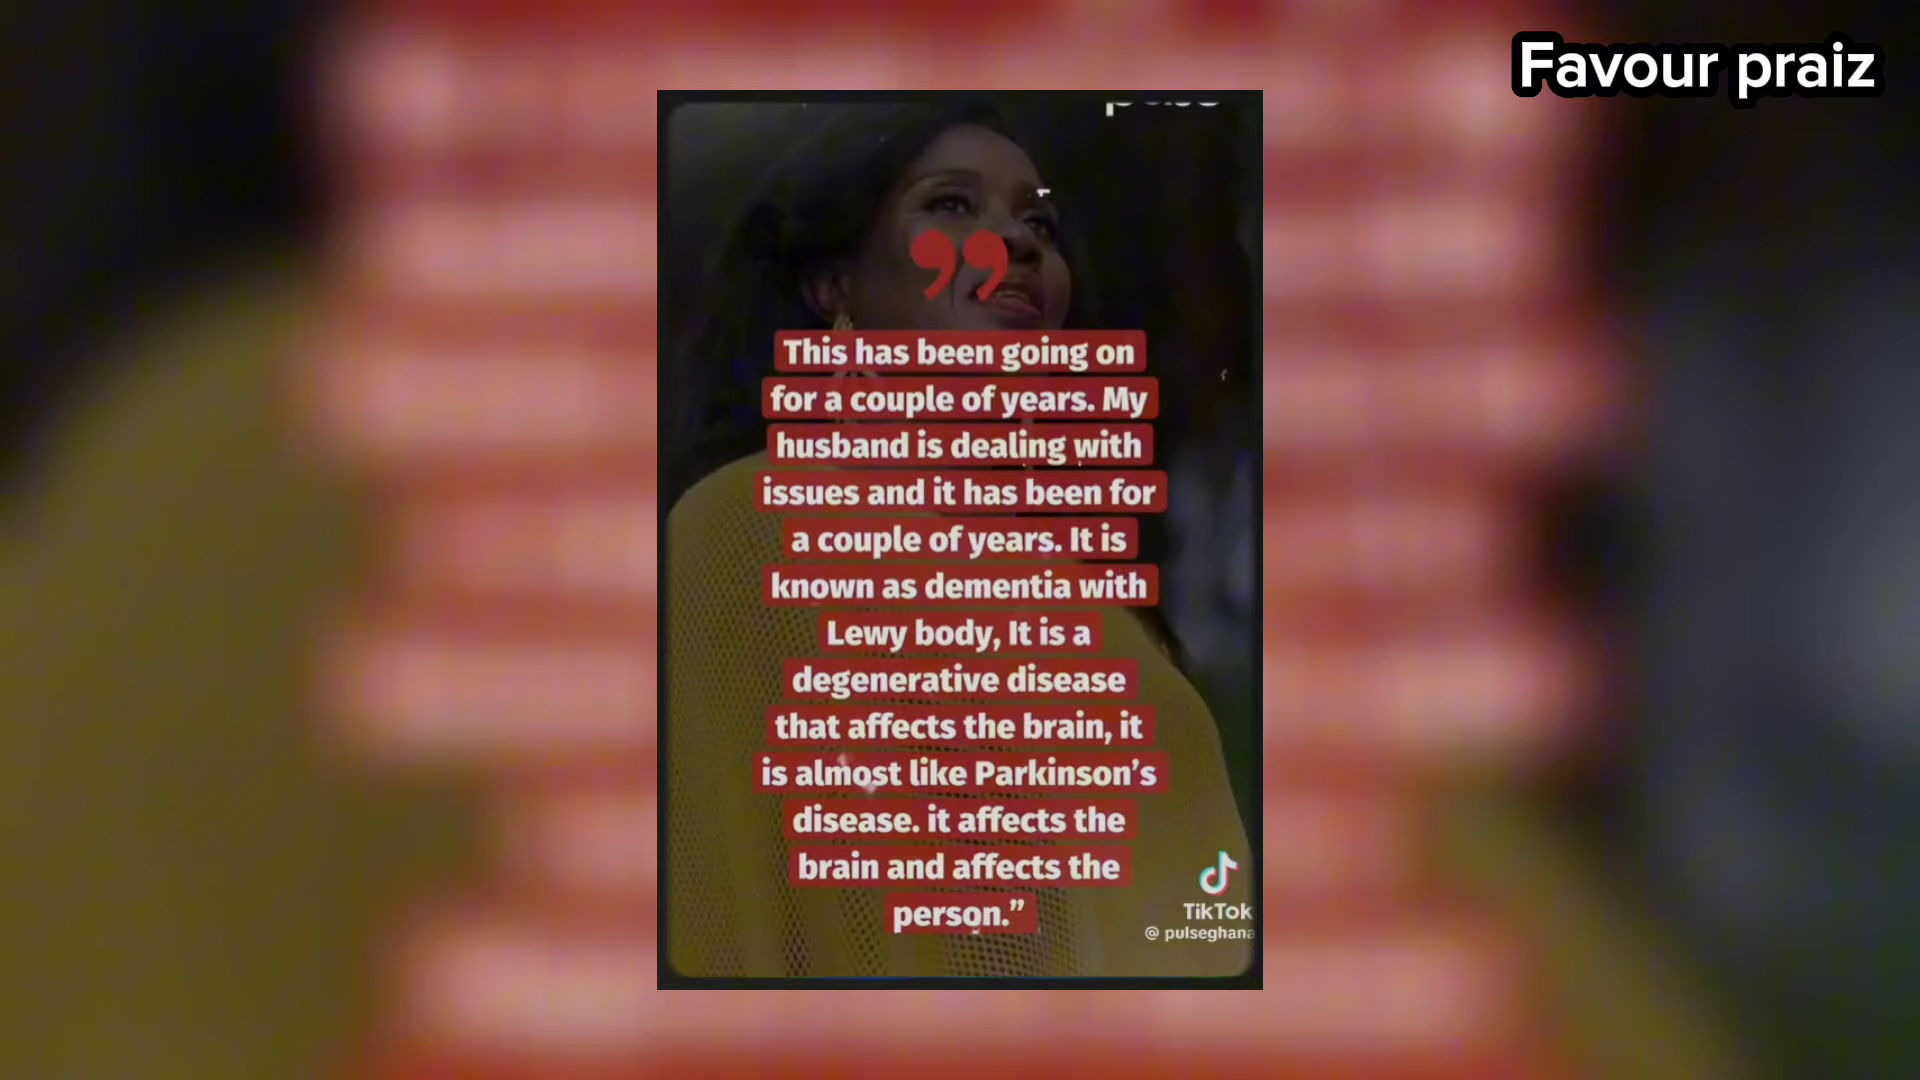 Favour praiz
This has been going on
for a couple of years. My
husband is dealing with
issues and it has been for
a couple of years. It is
known as dementia with
Lewy body, It is a
degenerative disease
that affects the brain, it
is almost like Parkinson’s
disease. it affects the
brain and affects the
person.”
TikTok
@ pulseghana